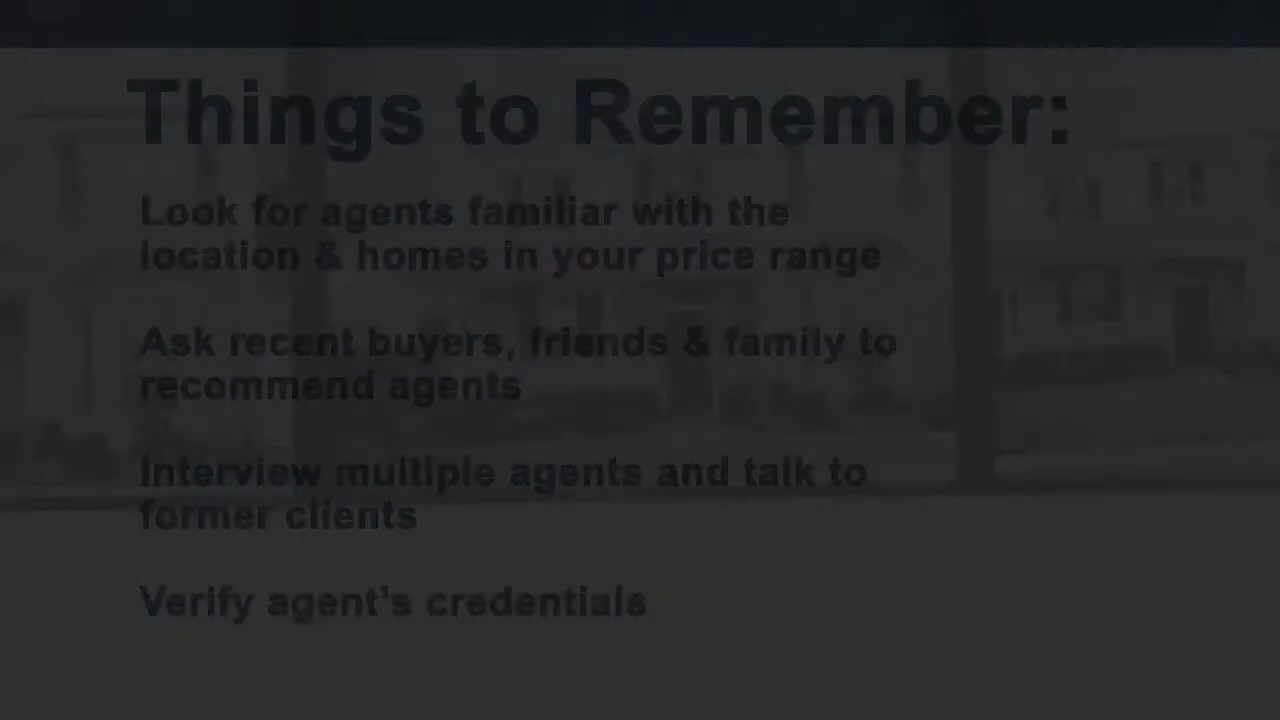 Things to Remember:
Look for agents familiar with the
location & homes in your price range
Ask recent buyers, friends & family to
recommend agents
Interview multiple agents and talk to
former clients
Verify agent’s credentials